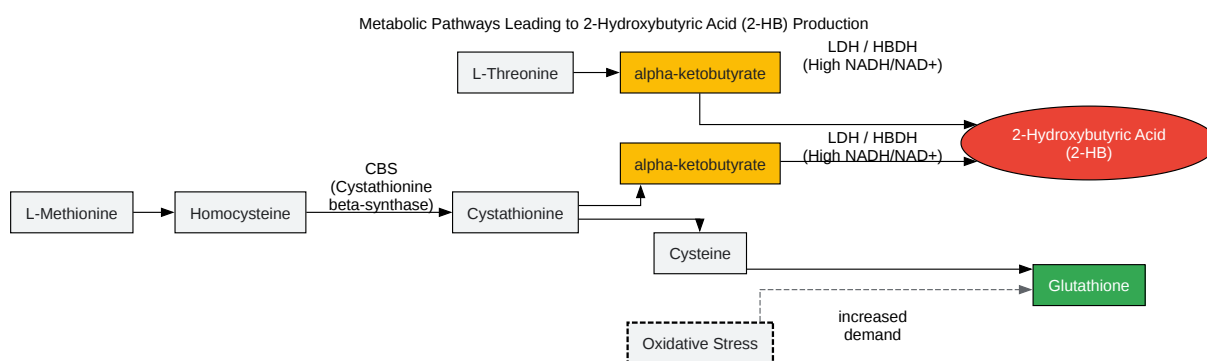 Metabolic Pathways Leading to 2-Hydroxybutyric Acid (2-HB) Production
L-Threonine
alpha-ketobutyrate
LDH / HBDH
(High NADH/NAD+)
2-Hydroxybutyric Acid
(2-HB)
alpha-ketobutyrate
LDH / HBDH
(High NADH/NAD+)
L-Methionine
Homocysteine
CBS
(Cystathionine
beta-synthase)
Cystathionine
Cysteine
Glutathione
increased
demand
Oxidative Stress